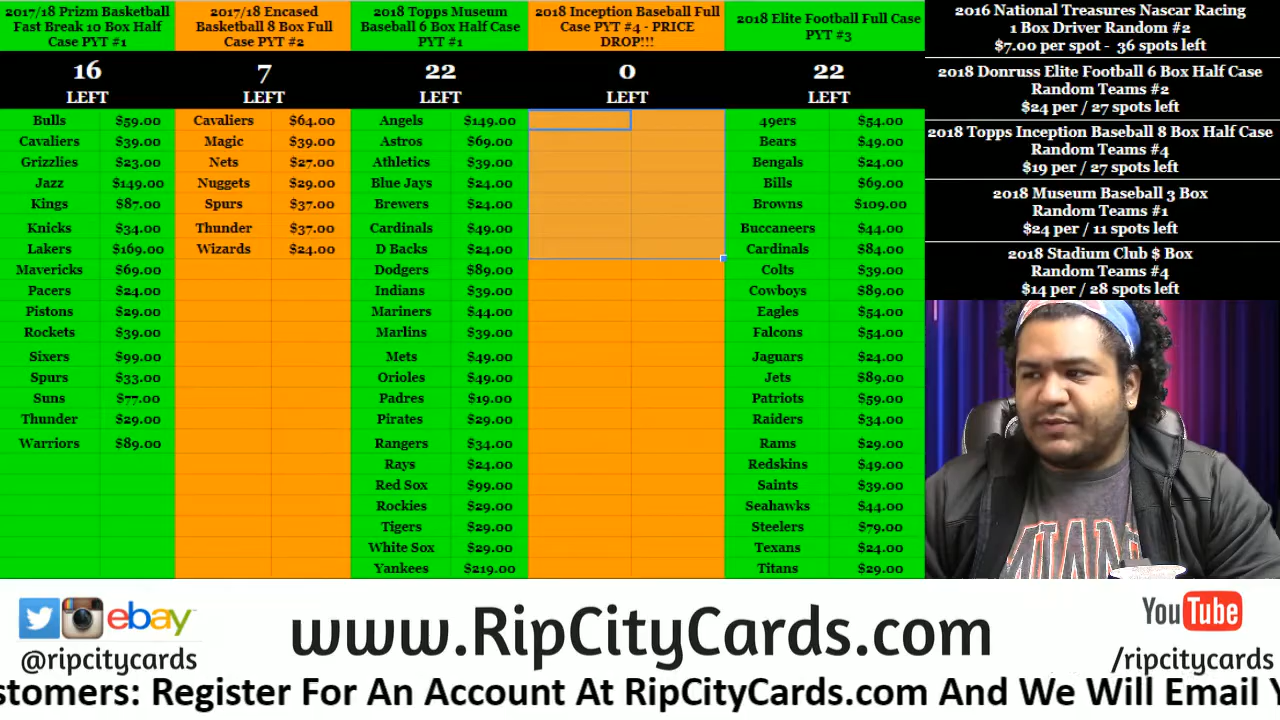 2017/18 Prizm Basketball
Fast Break 10 Box Half
Case PYT #1
16
LEFT
Bulls $59.00
Cavaliers $39.00
Grizzlies $23.00
Jazz $149.00
Kings $87.00
Knicks $34.00
Lakers $169.00
Mavericks $69.00
Pacers $24.00
Pistons $29.00
Rockets $39.00
Sixers $99.00
Spurs $33.00
Suns $77.00
Thunder $29.00
Warriors $89.00
2017/18 Encased
Basketball 8 Box Full
Case PYT #2
7
LEFT
Cavaliers $64.00
Magic $39.00
Nets $27.00
Nuggets $29.00
Spurs $37.00
Thunder $37.00
Wizards $24.00
2018 Topps Museum
Baseball 6 Box Half Case
PYT #1
22
LEFT
Angels $149.00
Astros $69.00
Athletics $39.00
Blue Jays $24.00
Brewers $24.00
Cardinals $49.00
D Backs $24.00
Dodgers $89.00
Indians $39.00
Mariners $44.00
Marlins $39.00
Mets $49.00
Orioles $49.00
Padres $19.00
Pirates $29.00
Rangers $34.00
Rays $24.00
Red Sox $99.00
Rockies $29.00
Tigers $29.00
White Sox $29.00
Yankees $219.00
2018 Inception Baseball Full
Case PYT #4 - PRICE
DROP!!!
0
LEFT
2018 Elite Football Full Case
PYT #3
22
LEFT
49ers $54.00
Bears $49.00
Bengals $24.00
Bills $69.00
Browns $109.00
Buccaneers $44.00
Cardinals $84.00
Colts $39.00
Cowboys $89.00
Eagles $54.00
Falcons $54.00
Jaguars $24.00
Jets $89.00
Patriots $59.00
Raiders $34.00
Rams $29.00
Redskins $49.00
Saints $39.00
Seahawks $44.00
Steelers $79.00
Texans $24.00
Titans $29.00
2016 National Treasures Nascar Racing
1 Box Driver Random #2
$7.00 per spot - 36 spots left
2018 Donruss Elite Football 6 Box Half Case
Random Teams #2
$24 per / 27 spots left
2018 Topps Inception Baseball 8 Box Half Case
Random Teams #4
$19 per / 27 spots left
2018 Museum Baseball 3 Box
Random Teams #1
$24 per / 11 spots left
2018 Stadium Club $ Box
Random Teams #4
$14 per / 28 spots left
MIAMI
ebay
@ripcitycards
www.RipCityCards.com
YouTube
/ripcitycards
stomers: Register For An Account At RipCityCards.com And We Will Email Y